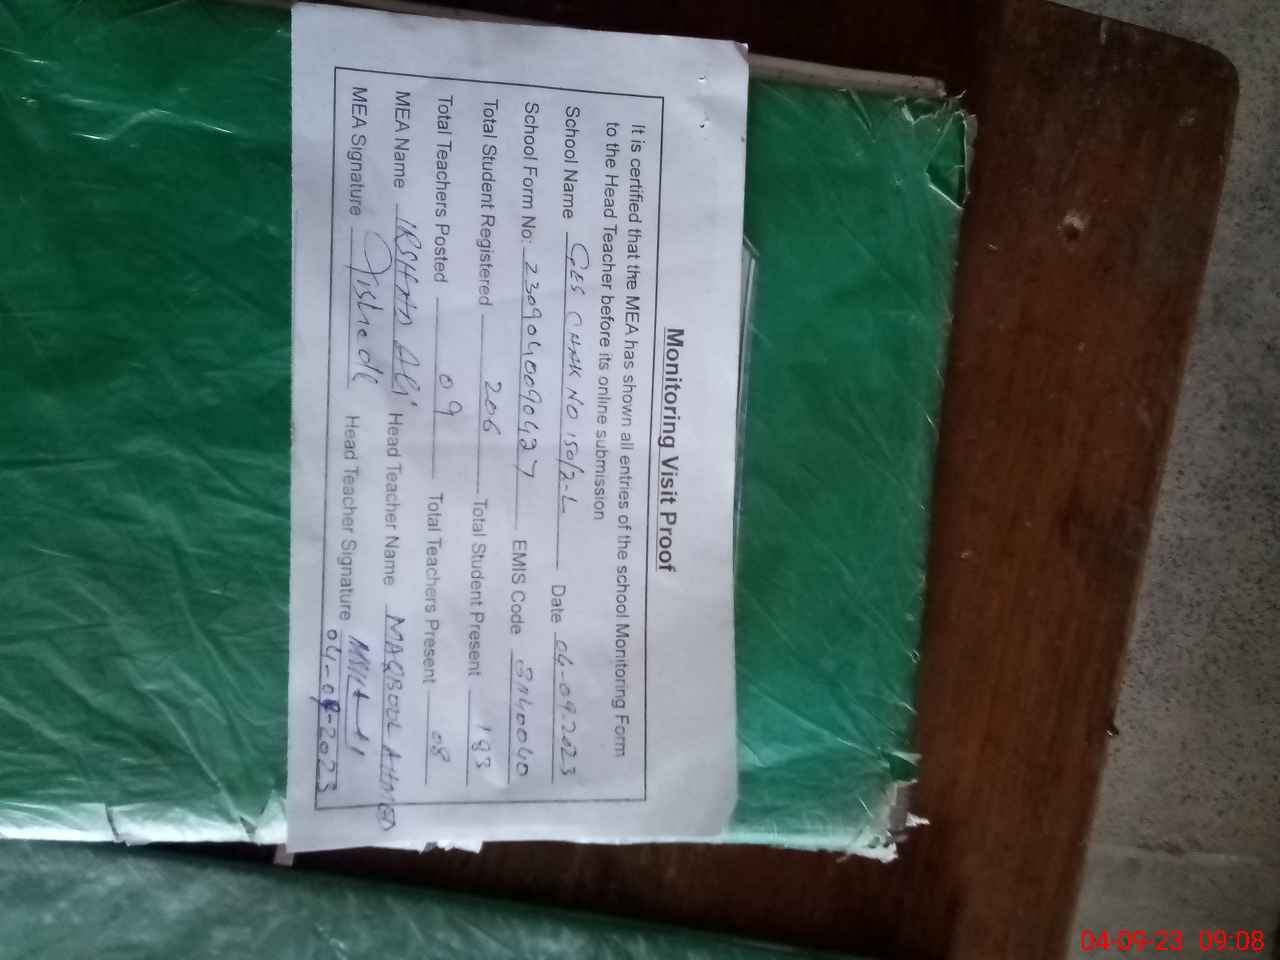 Monitoring Visit Proof
It is certified that the MEA has shown all entries of the school Monitoring Form
to the Head Teacher before its online submission
School Name GES CHAK NO 150/2-L Date 04-09.2023
School Form No: 2309040090427 EMIS Code
Total Student Registered 206 Total Student Present 183
Total Teachers Posted 09 Total Teachers Present 08
MEA Name IRSHAD ALI Head Teacher Name MAQBOOL AHMED
MEA Signature Head Teacher Signature
04-09-2023
04-09-23 09:08